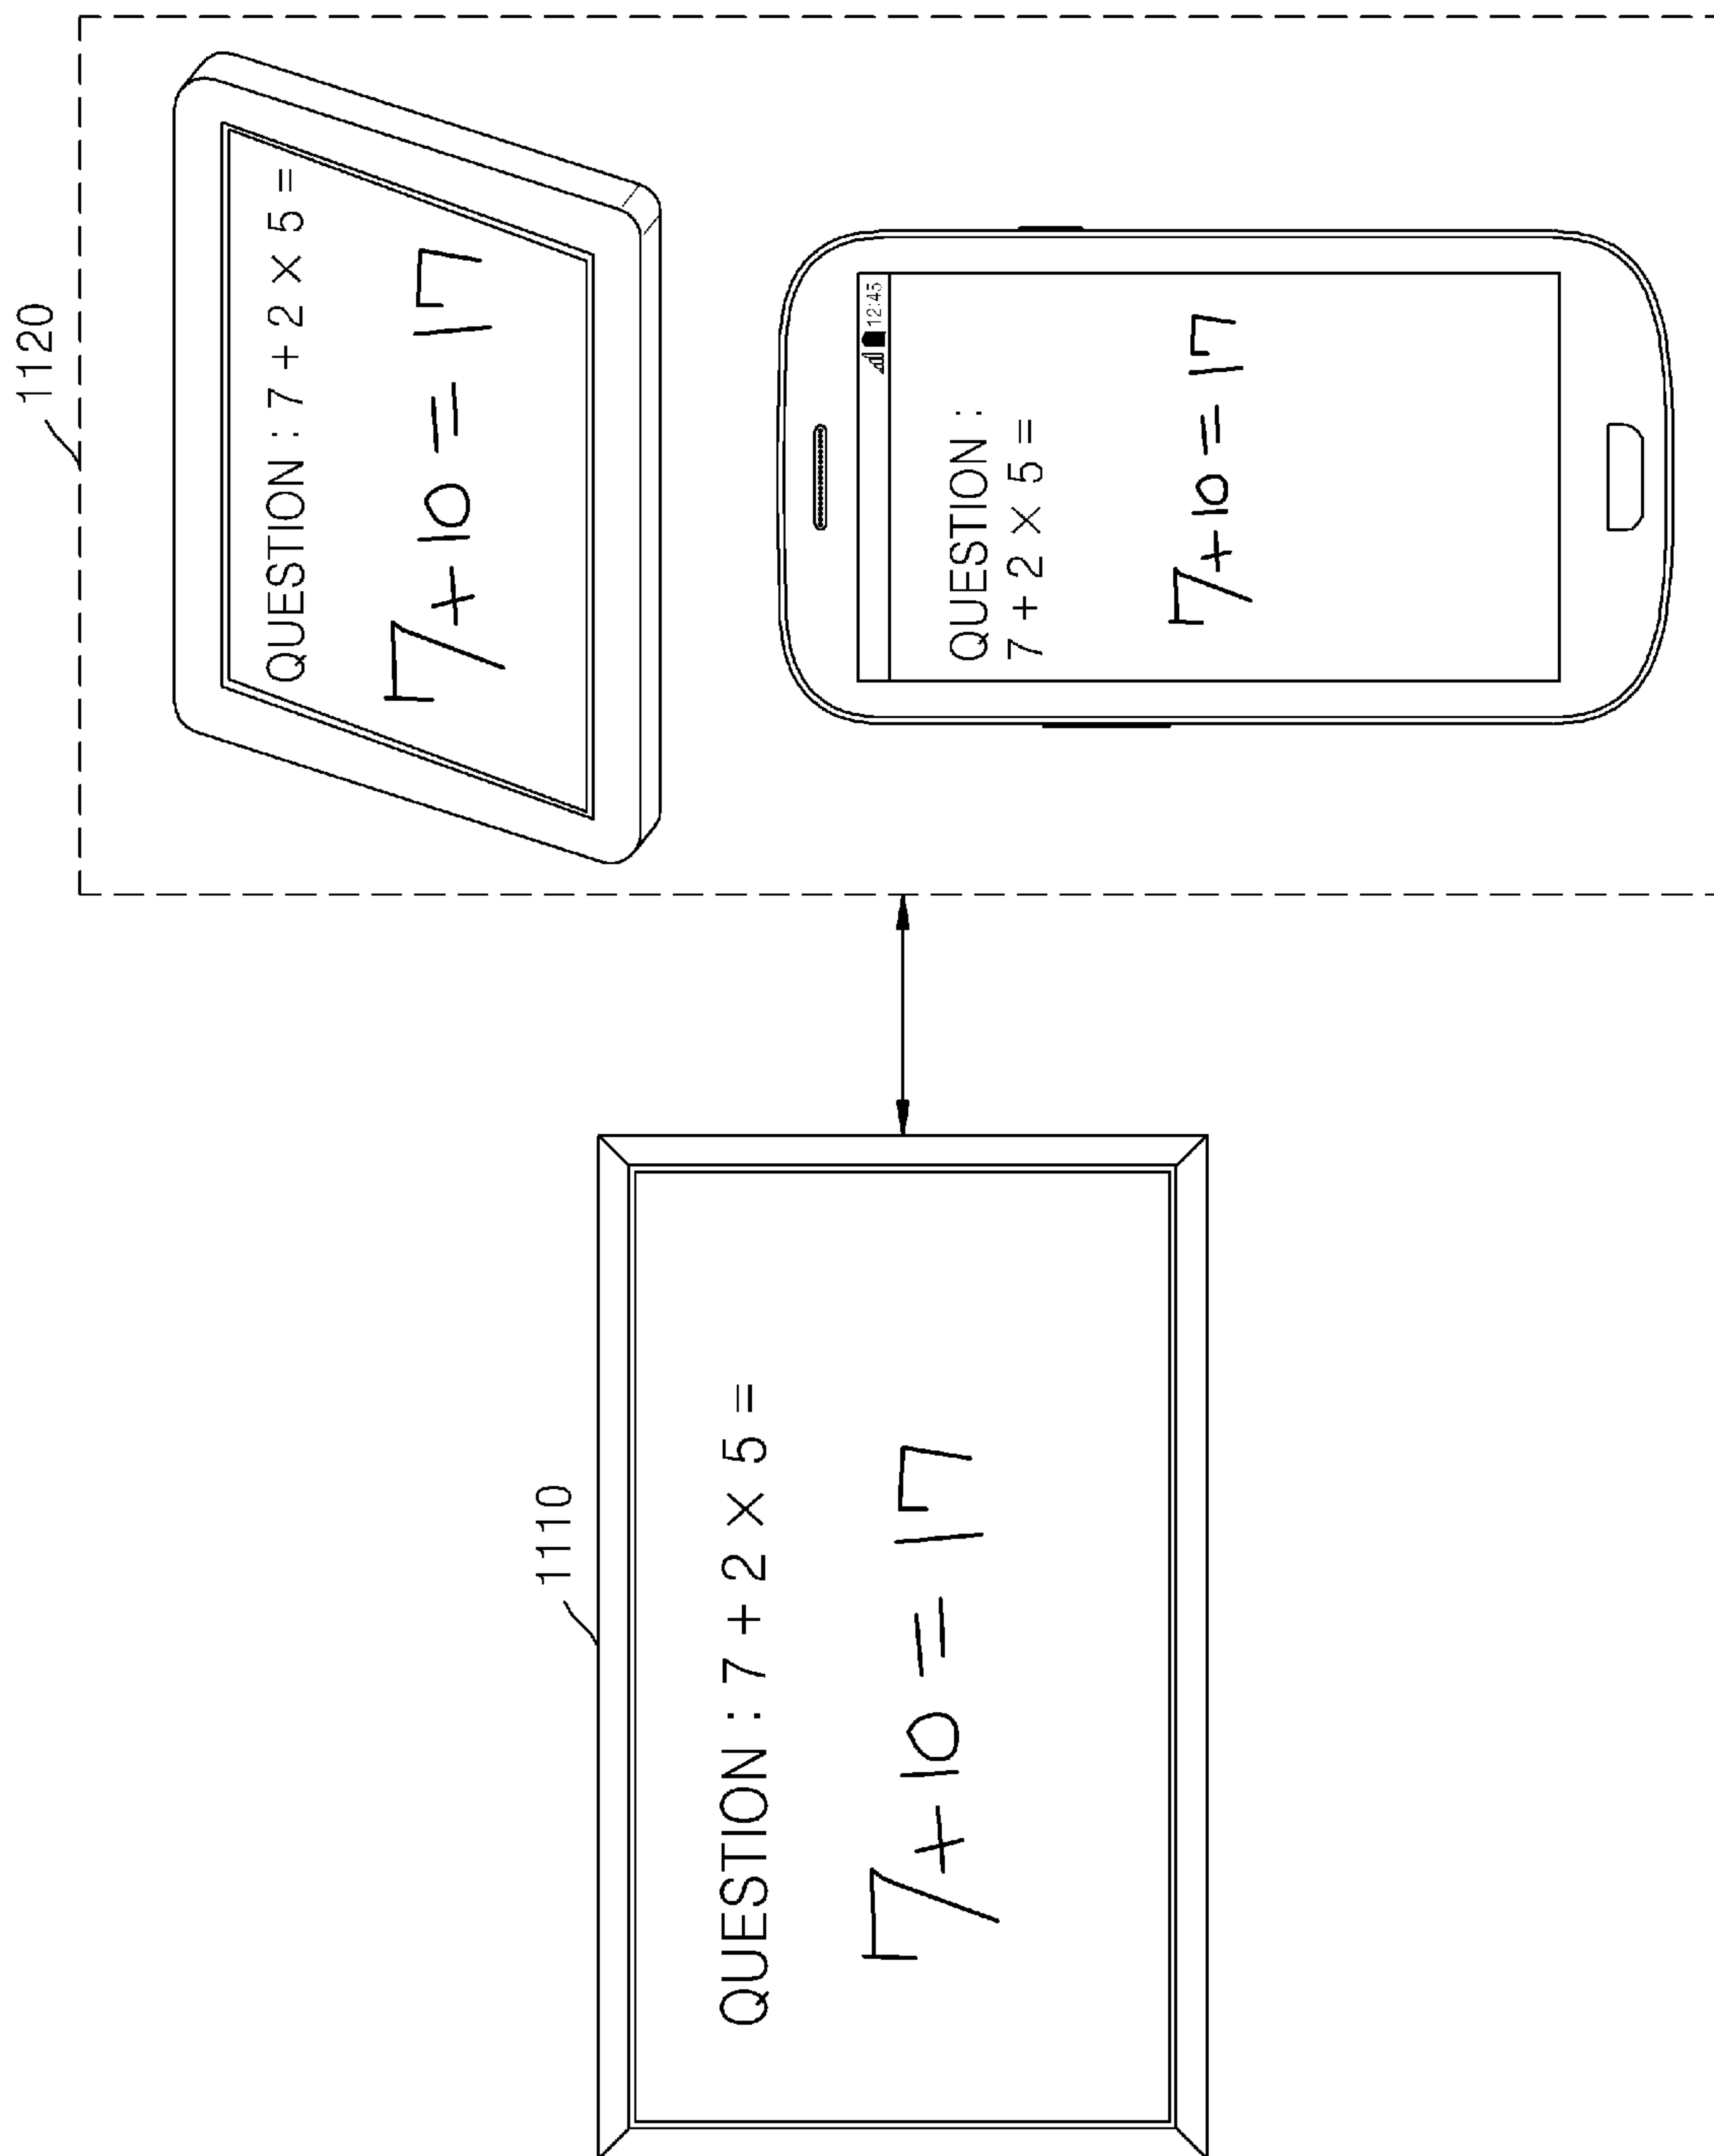 1110
QUESTION : 7 + 2 × 5 =
7+10 = 17
1120
QUESTION : 7 + 2 × 5 =
7+10 = 17
12:45
QUESTION :
7 + 2 × 5 =
7+10 = 17